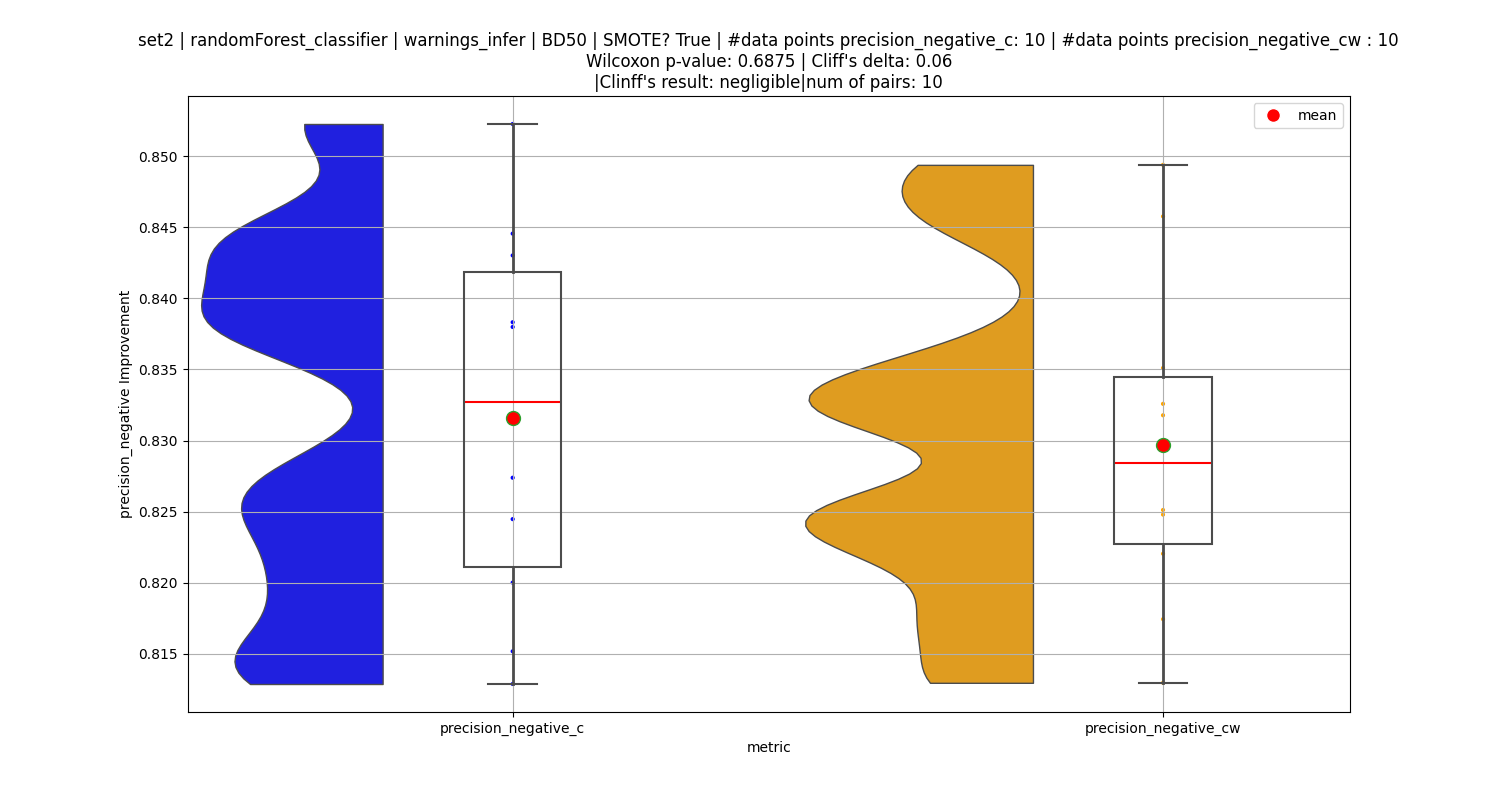 set2 | randomForest_classifier | warnings_infer | BD50 | SMOTE? True | #data points precision_negative_c: 10 | #data points precision_negative_cw : 10
Wilcoxon p-value: 0.6875 | Cliff's delta: 0.06
|Clinff's result: negligible|num of pairs: 10
mean
0.850
0.845
0.840
0.835
0.830
0.825
0.820
0.815
precision_negative Improvement
precision_negative_c
precision_negative_cw
metric